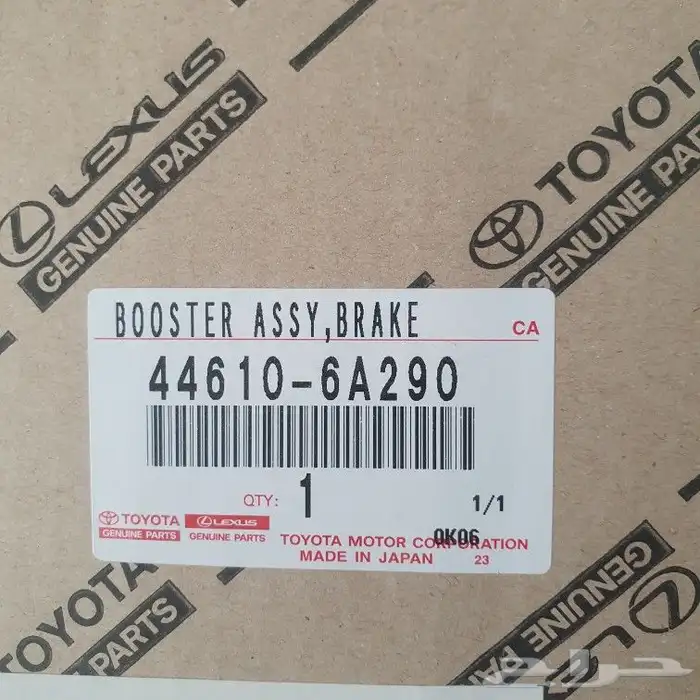 LEXUS
GENUINE PARTS
TOYOTA
GENUINE PARTS
BOOSTER ASSY,BRAKE
CA
44610-6A290
QTY: 1
1/1
TOYOTA
GENUINE PARTS
LEXUS
GENUINE PARTS
0K06
TOYOTA MOTOR CORPORATION
MADE IN JAPAN
23
TOYOTA
GENUINE PARTS
GENUINE PARTS
حراج